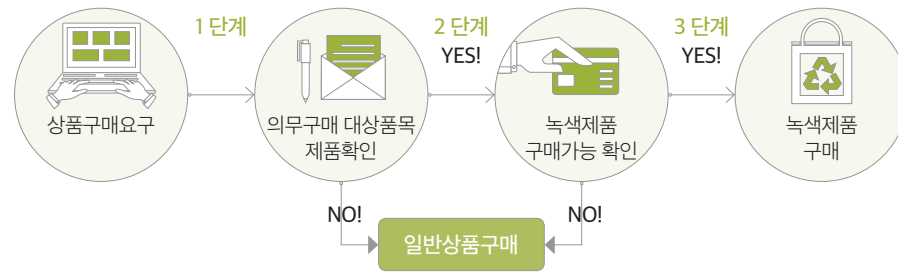 1 단계
2 단계
YES!
3 단계
YES!
상품구매요구
의무구매 대상품목
제품확인
녹색제품
구매가능 확인
녹색제품
구매
NO!
NO!
일반상품구매